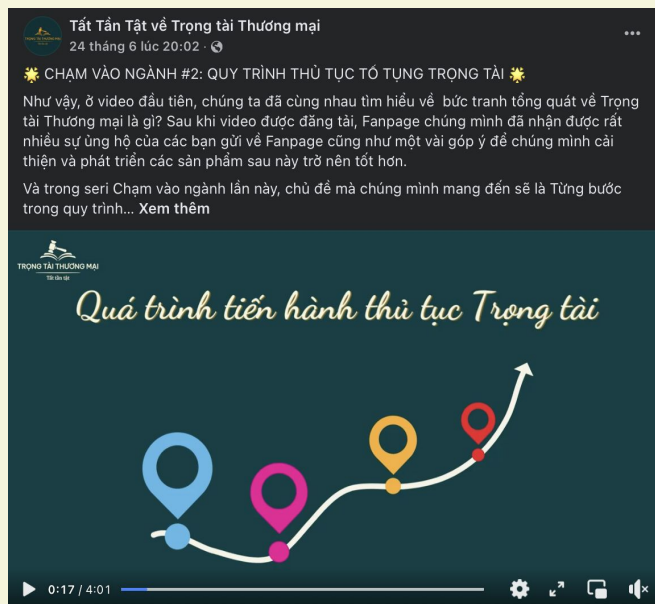 Tất Tần Tật về Trọng tài Thương mại
24 tháng 6 lúc 20:02 ·
🌟 CHẠM VÀO NGÀNH #2: QUY TRÌNH THỦ TỤC TỐ TỤNG TRỌNG TÀI 🌟
Như vậy, ở video đầu tiên, chúng ta đã cùng nhau tìm hiểu về bức tranh tổng quát về Trọng
tài Thương mại là gì? Sau khi video được đăng tải, Fanpage chúng mình đã nhận được rất
nhiều sự ủng hộ của các bạn gửi về Fanpage cũng như một vài góp ý để chúng mình cải
thiện và phát triển các sản phẩm sau này trở nên tốt hơn.
Và trong seri Chạm vào ngành lần này, chủ đề mà chúng mình mang đến sẽ là Từng bước
trong quy trình... Xem thêm
TRỌNG TÀI THƯƠNG MẠI
Tất tần tật
Quá trình tiến hành thủ tục Trọng tài
0:17 / 4:01